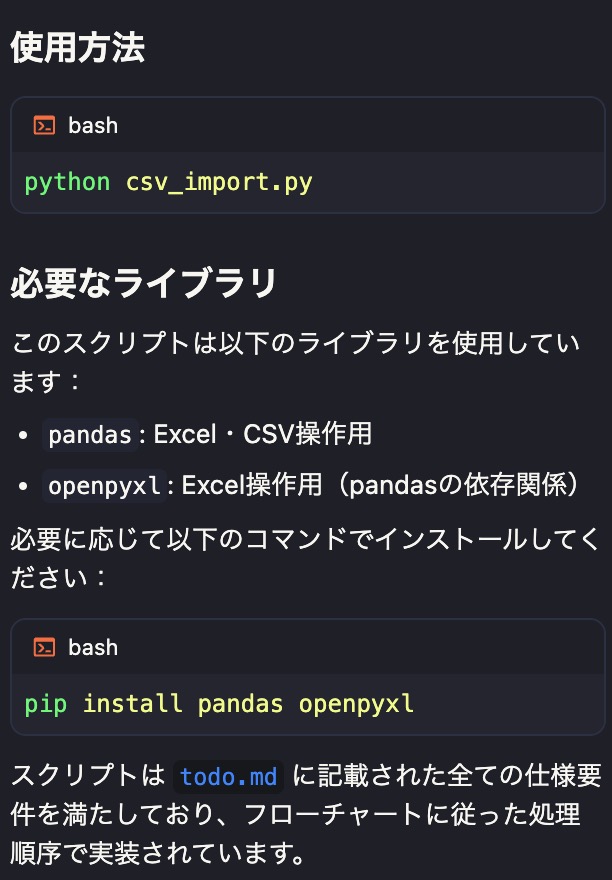 使用方法
bash
python csv_import.py
必要なライブラリ
このスクリプトは以下のライブラリを使用してい
ます：
• pandas: Excel・CSV操作用
• openpyxl: Excel操作用（pandasの依存関係）
必要に応じて以下のコマンドでインストールしてく
ださい：
bash
pip install pandas openpyxl
スクリプトは todo.md に記載された全ての仕様要
件を満たしており、フローチャートに従った処理
順序で実装されています。